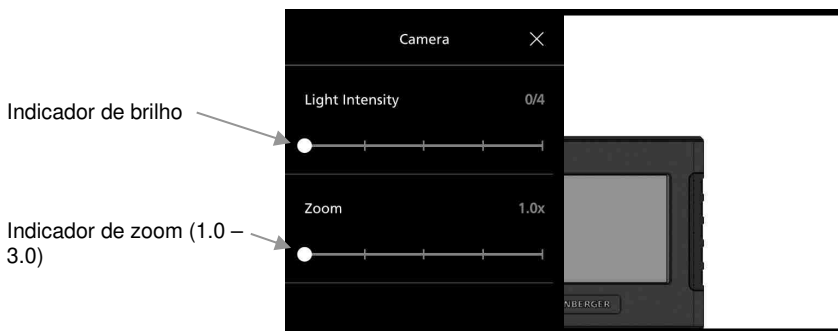 Camera
Indicador de brilho
Light Intensity 0/4
Indicador de zoom (1.0 –
3.0)
Zoom 1.0x
NBERGER